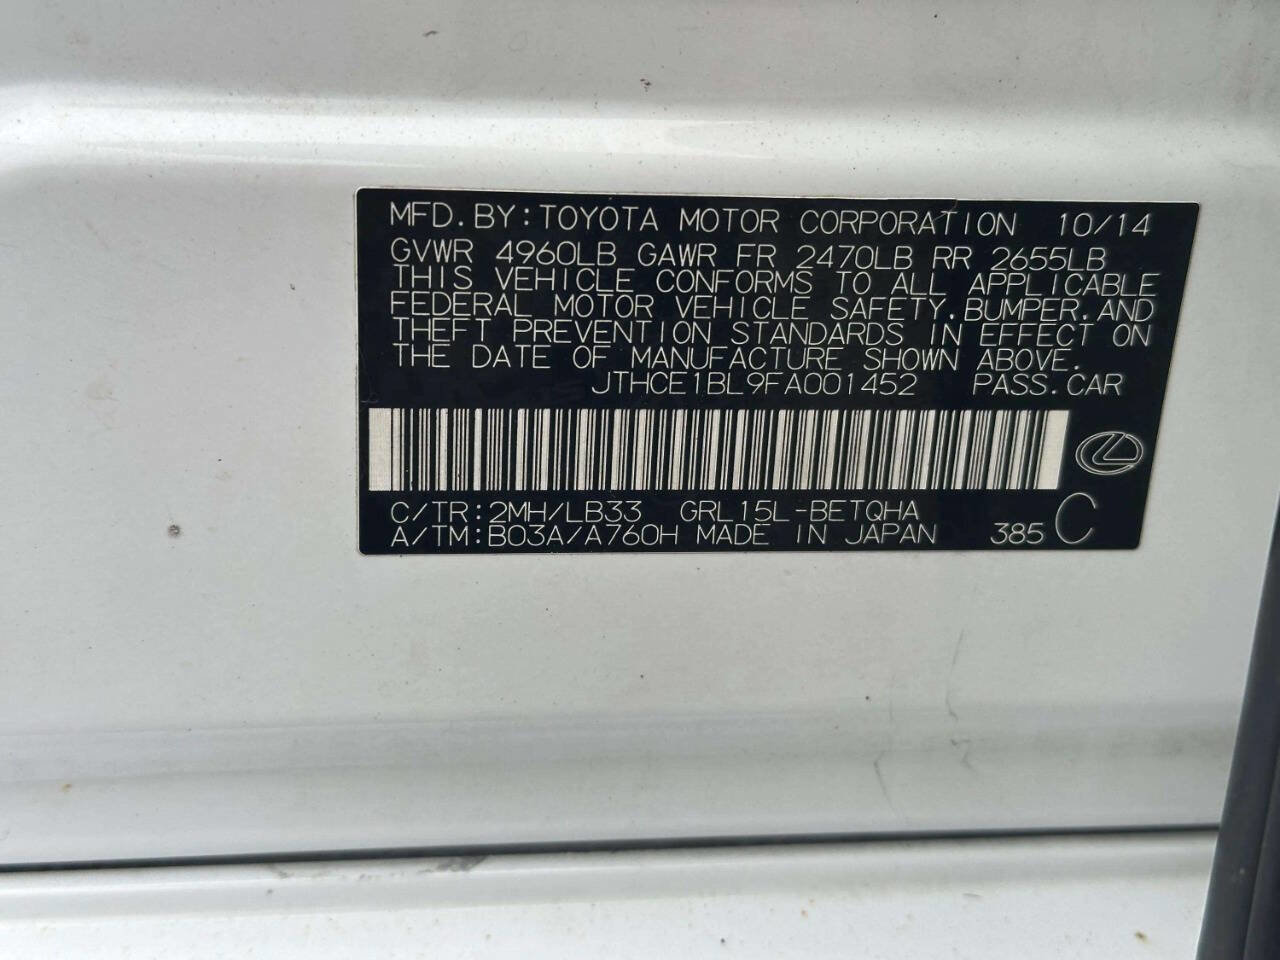 MFD. BY: TOYOTA MOTOR CORPORATION 10/14
GVWR 4960LB GAWR FR 2470LB RR 2655LB
THIS VEHICLE CONFORMS TO ALL APPLICABLE
FEDERAL MOTOR VEHICLE SAFETY. BUMPER. AND
THEFT PREVENTION STANDARDS IN EFFECT ON
THE DATE OF MANUFACTURE SHOWN ABOVE.
JTHCE1BL9FA001452 PASS. CAR
C/TR: 2MH/LB33 GRL15L-BETQHA
A/TM: B03A/A760H MADE IN JAPAN 385 C